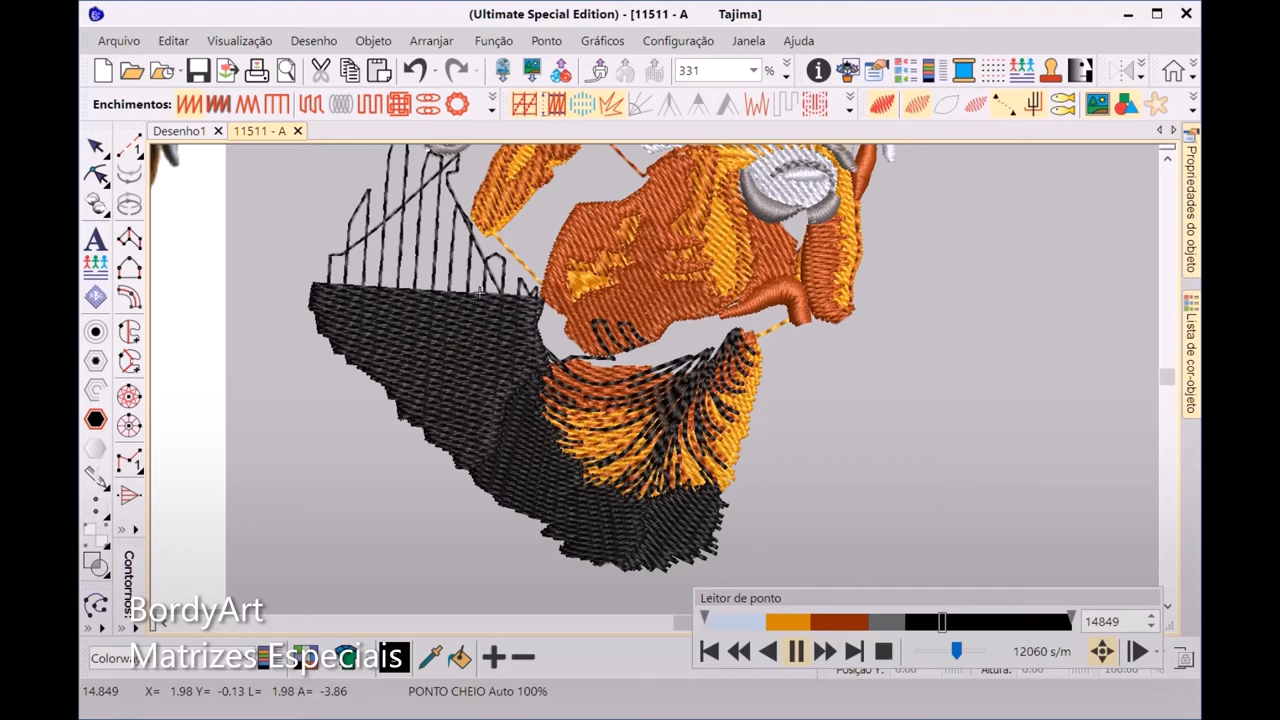 (Ultimate Special Edition) - [11511 - A Tajima]
Arquivo Editar Visualização Desenho Objeto Arranjar Função Ponto Gráficos Configuração Janela Ajuda
331 %
Enchimentos:
Desenho1 11511 - A
Propriedades do objeto
Lista de cor-objeto
Contornos:
Leitor de ponto
14849
12060 s/m
BordyArt
Matrizes Especiais
14.849 X= 1.98 Y= -0.13 L= 1.98 A= -3.86 PONTO CHEIO Auto 100%